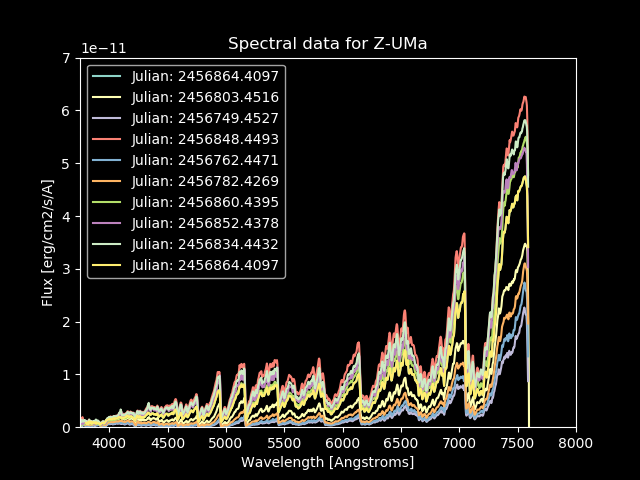 Spectral data for Z-UMa
1e−11
7
6
5
4
3
2
1
0
Julian: 2456864.4097
Julian: 2456803.4516
Julian: 2456749.4527
Julian: 2456848.4493
Julian: 2456762.4471
Julian: 2456782.4269
Julian: 2456860.4395
Julian: 2456852.4378
Julian: 2456834.4432
Julian: 2456864.4097
Flux [erg/cm2/s/A]
4000 4500 5000 5500 6000 6500 7000 7500 8000
Wavelength [Angstroms]